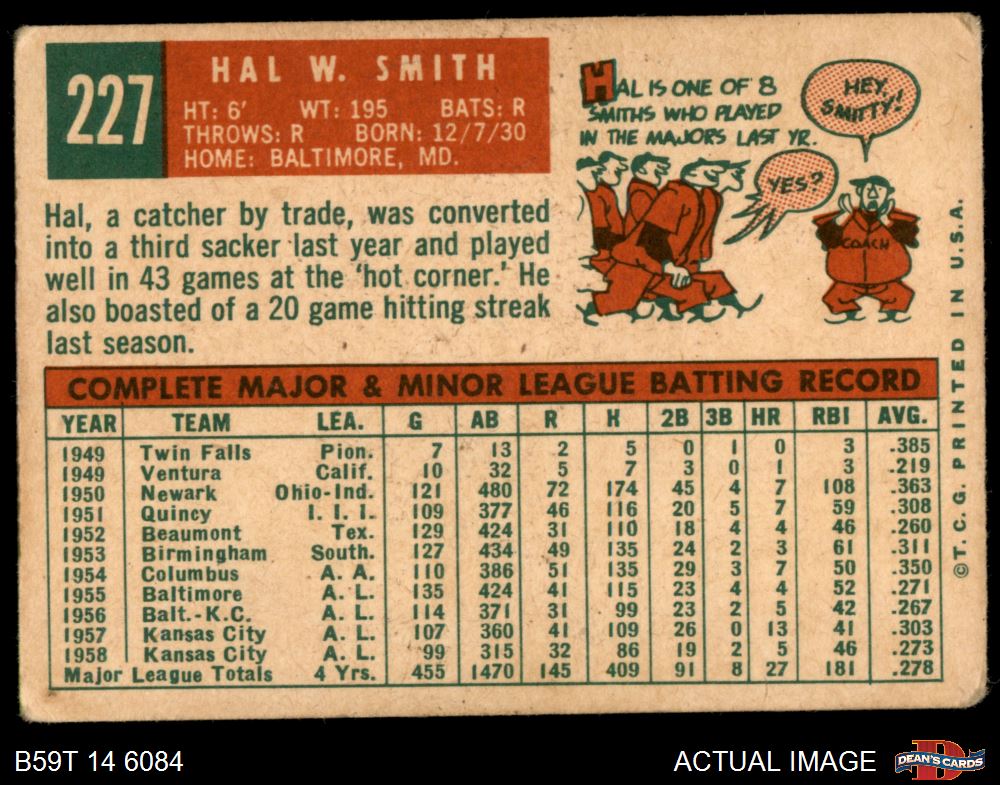 227
HAL W. SMITH
HT: 6' WT: 195 BATS: R
THROWS: R BORN: 12/7/30
HOME: BALTIMORE, MD.
HAL IS ONE OF 8
SMITHS WHO PLAYED
IN THE MAJORS LAST YR.
HEY,
SMITTY!
YES?
COACH
Hal, a catcher by trade, was converted
into a third sacker last year and played
well in 43 games at the 'hot corner.' He
also boasted of a 20 game hitting streak
last season.
COMPLETE MAJOR & MINOR LEAGUE BATTING RECORD
YEAR TEAM LEA. G AB R H 2B 3B HR RBI AVG.
1949 Twin Falls Pion. 7 13 2 5 0 1 0 3 .385
1949 Ventura Calif. 10 32 5 7 3 0 1 3 .219
1950 Newark Ohio-Ind. 121 480 72 174 45 4 7 108 .363
1951 Quincy I. I. I. 109 377 46 116 20 5 7 59 .308
1952 Beaumont Tex. 129 424 31 110 18 4 4 46 .260
1953 Birmingham South. 127 434 49 135 24 2 3 61 .311
1954 Columbus A. A. 110 386 51 135 29 3 7 50 .350
1955 Baltimore A. L. 135 424 41 115 23 4 4 52 .271
1956 Balt.-K.C. A. L. 114 371 31 99 23 2 5 42 .267
1957 Kansas City A. L. 107 360 41 109 26 0 13 41 .303
1958 Kansas City A. L. 99 315 32 86 19 2 5 46 .273
Major League Totals 4 Yrs. 455 1470 145 409 91 8 27 181 .278
©T. C. G. PRINTED IN U.S.A.
B59T 14 6084
ACTUAL IMAGE
DEAN'S CARDS